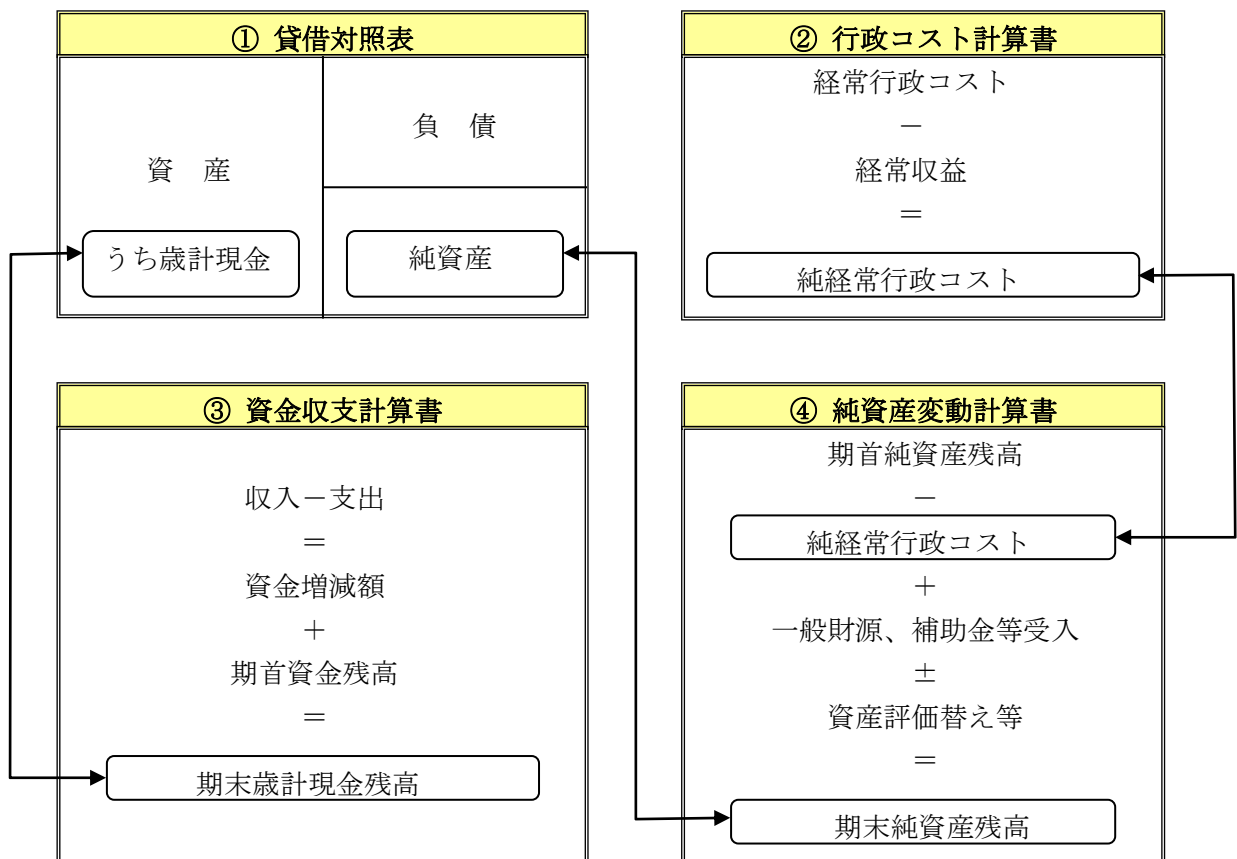 ① 貸借対照表
資　産
負　債
うち歳計現金
純資産
② 行政コスト計算書
経常行政コスト
－
経常収益
＝
純経常行政コスト
③ 資金収支計算書
収入－支出
＝
資金増減額
＋
期首資金残高
＝
期末歳計現金残高
④ 純資産変動計算書
期首純資産残高
－
純経常行政コスト
＋
一般財源、補助金等受入
±
資産評価替え等
＝
期末純資産残高